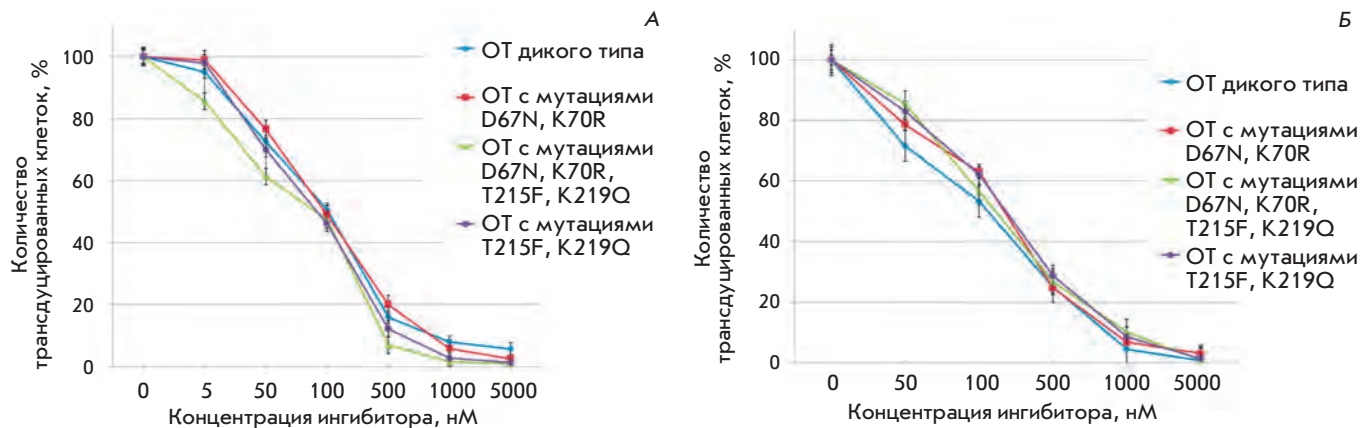 А
Количество
трансдуцированных клеток, %
100
80
60
40
20
0
0 5 50 100 500 1000 5000
Концентрация ингибитора, нМ
ОТ дикого типа
ОТ с мутациями
D67N, K70R
ОТ с мутациями
D67N, K70R,
T215F, K219Q
ОТ с мутациями
T215F, K219Q
Б
Количество
трансдуцированных клеток, %
100
80
60
40
20
0
0 50 100 500 1000 5000
Концентрация ингибитора, нМ
ОТ дикого типа
ОТ с мутациями
D67N, K70R
ОТ с мутациями
D67N, K70R,
T215F, K219Q
ОТ с мутациями
T215F, K219Q